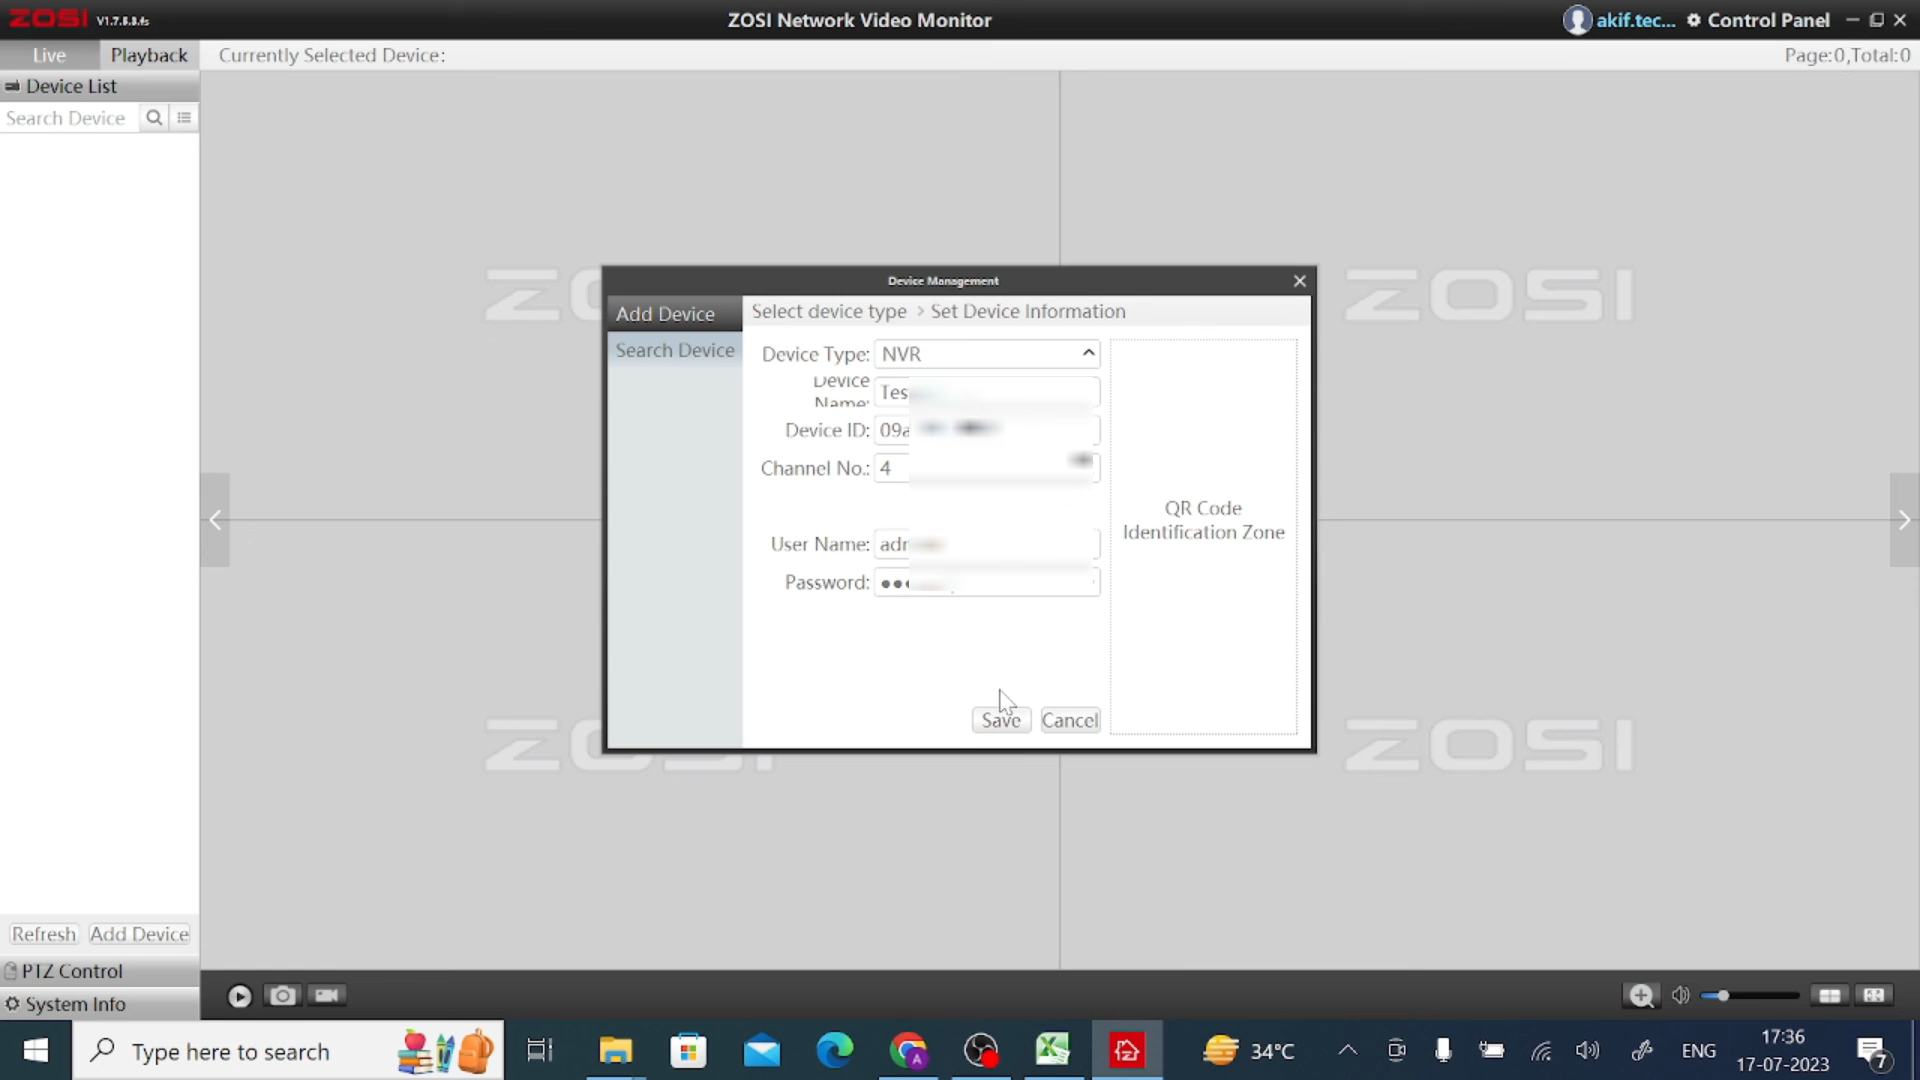 ZOSI V1.7.8.8.fs
ZOSI Network Video Monitor
akif.tec... Control Panel
Live Playback Currently Selected Device: Page:0,Total:0
Device List
Search Device
ZOSI
Device Management
Add Device Select device type > Set Device Information
Search Device
Device Type: NVR
Device Name: Tes
Device ID: 09a
Channel No.: 4
QR Code
Identification Zone
User Name: adr
Password: ●●●
Save Cancel
ZOSI
Refresh Add Device
PTZ Control
System Info
Type here to search
34°C
ENG
17:36
17-07-2023
7